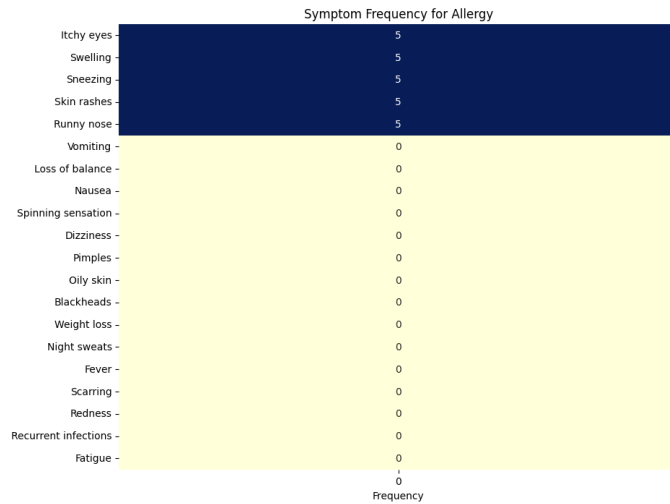 Symptom Frequency for Allergy
Itchy eyes 5
Swelling 5
Sneezing 5
Skin rashes 5
Runny nose 5
Vomiting 0
Loss of balance 0
Nausea 0
Spinning sensation 0
Dizziness 0
Pimples 0
Oily skin 0
Blackheads 0
Weight loss 0
Night sweats 0
Fever 0
Scarring 0
Redness 0
Recurrent infections 0
Fatigue 0
0
Frequency